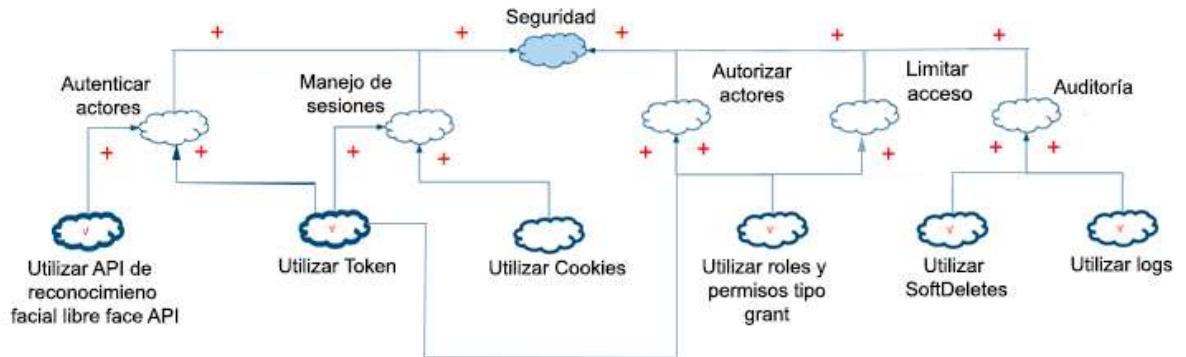 Seguridad
+ + + + +
Autenticar
actores
Manejo de
sesiones
Autorizar
actores
Limitar
acceso
Auditoría
+ + + + + + + + +
v v v v
Utilizar API de
reconocimieno
facial libre face API
Utilizar Token
Utilizar Cookies
Utilizar roles y
permisos tipo
grant
Utilizar
SoftDeletes
Utilizar logs